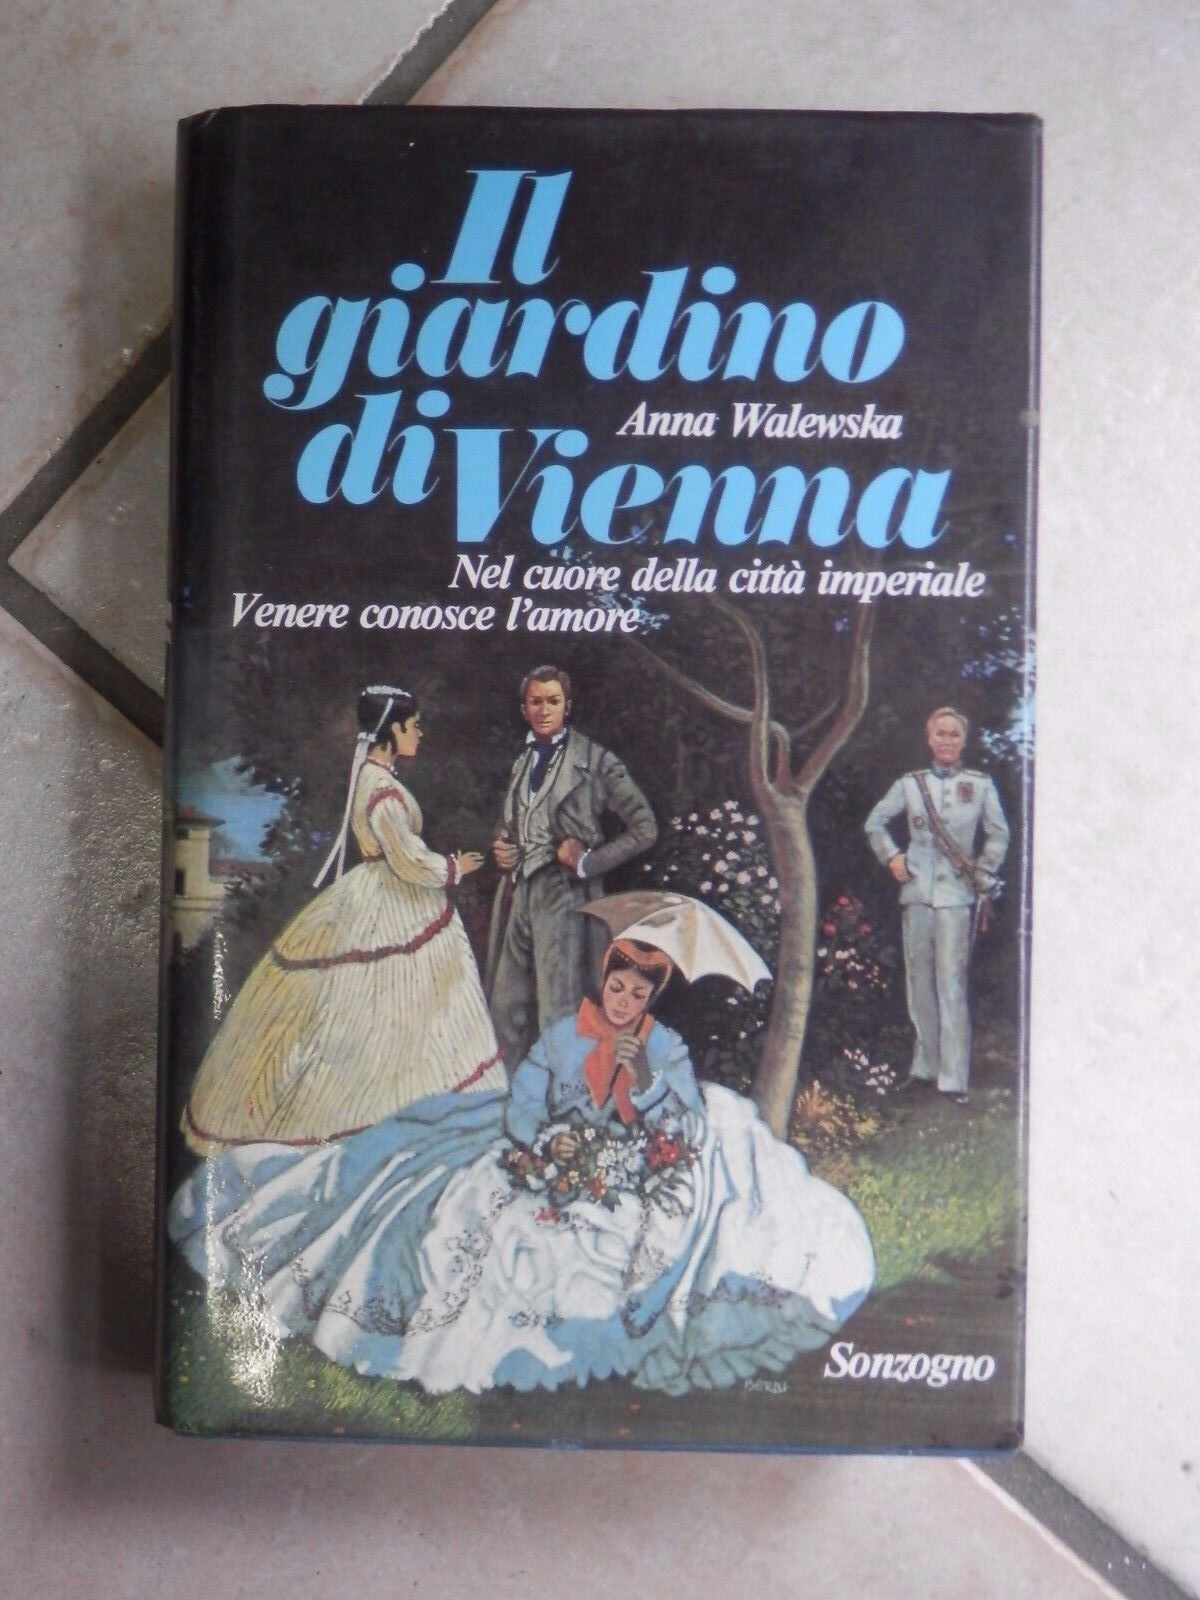 Il
giardino
Anna Walewska
di Vienna
Nel cuore della città imperiale
Venere conosce l'amore
Sonzogno